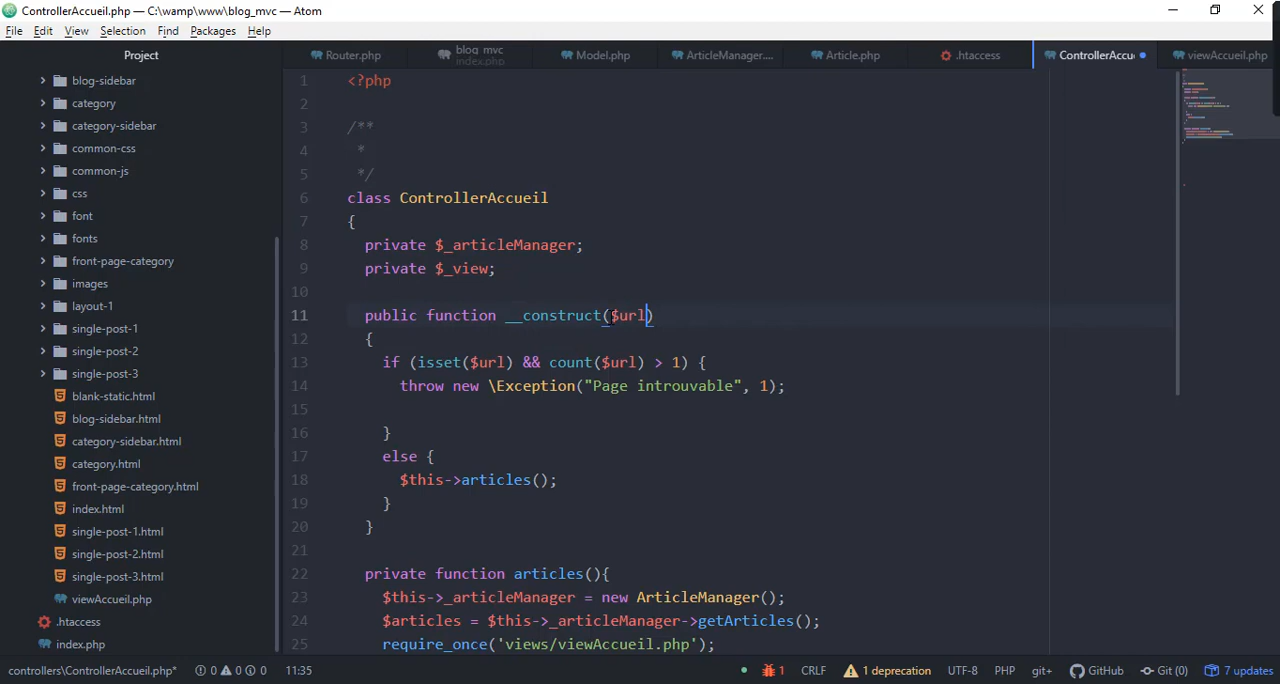 ControllerAccueil.php — C:\wamp\www\blog_mvc — Atom
File Edit View Selection Find Packages Help
Project
Router.php
blog mvc
index.php
Model.php
ArticleManager....
Article.php
.htaccess
ControllerAccue
viewAccueil.php
blog-sidebar
category
category-sidebar
common-css
common-js
css
font
fonts
front-page-category
images
layout-1
single-post-1
single-post-2
single-post-3
blank-static.html
blog-sidebar.html
category-sidebar.html
category.html
front-page-category.html
index.html
single-post-1.html
single-post-2.html
single-post-3.html
viewAccueil.php
.htaccess
index.php
1 <?php
2
3 /**
4 *
5 */
6 class ControllerAccueil
7 {
8 private $_articleManager;
9 private $_view;
10
11 public function __construct($url)
12 {
13 if (isset($url) && count($url) > 1) {
14 throw new \Exception("Page introuvable", 1);
15
16 }
17 else {
18 $this->articles();
19 }
20 }
21
22 private function articles(){
23 $this->_articleManager = new ArticleManager();
24 $articles = $this->_articleManager->getArticles();
25 require_once('views/viewAccueil.php');
controllers\ControllerAccueil.php* 0 0 0 11:35 1 CRLF 1 deprecation UTF-8 PHP git+ GitHub Git (0) 7 updates